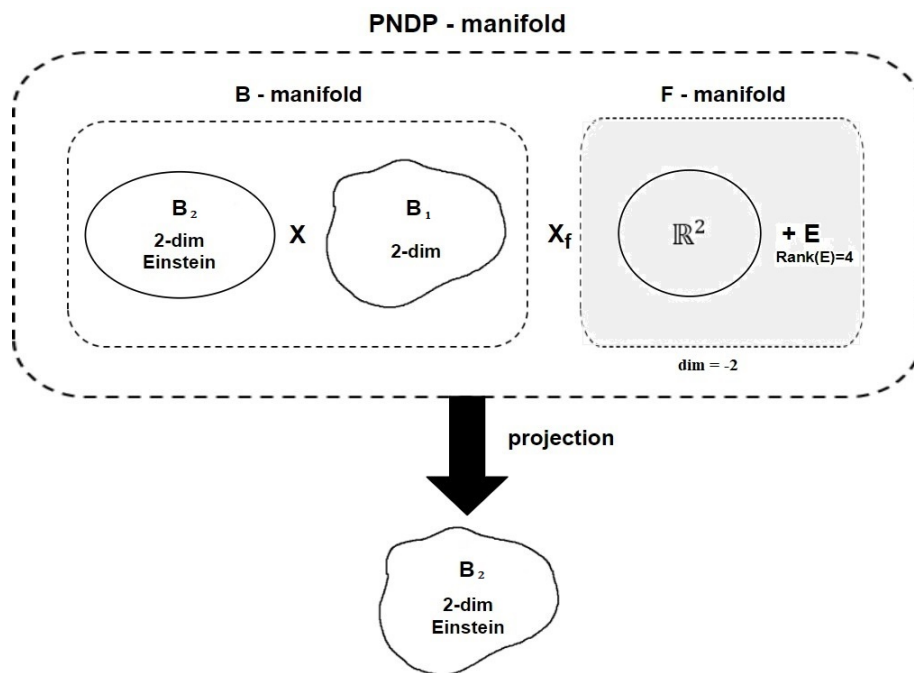 PNDP - manifold
B - manifold
F - manifold
B₂
2-dim
Einstein
X
B₁
2-dim
X_f
ℝ²
+ E
Rank(E)=4
dim = -2
projection
B₂
2-dim
Einstein